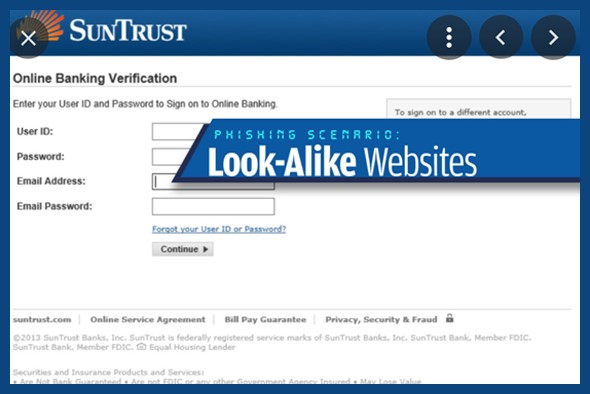 SUNTRUST
Online Banking Verification
Enter your User ID and Password to Sign on to Online Banking.
To sign on to a different account,
User ID:
PHISHING SCENARIO:
Look-Alike Websites
Password:
Email Address:
Email Password:
Forgot your User ID or Password?
Continue
suntrust.com | Online Service Agreement | Bill Pay Guarantee | Privacy, Security & Fraud
©2013 SunTrust Banks, Inc. SunTrust is federally registered service marks of SunTrust Banks, Inc. SunTrust Bank, Member FDIC.
SunTrust Bank, Member FDIC. Equal Housing Lender
Securities and Insurance Products and Services:
• Are Not Bank Guaranteed • Are not FDIC or any other Government Agency Insured • May Lose Value